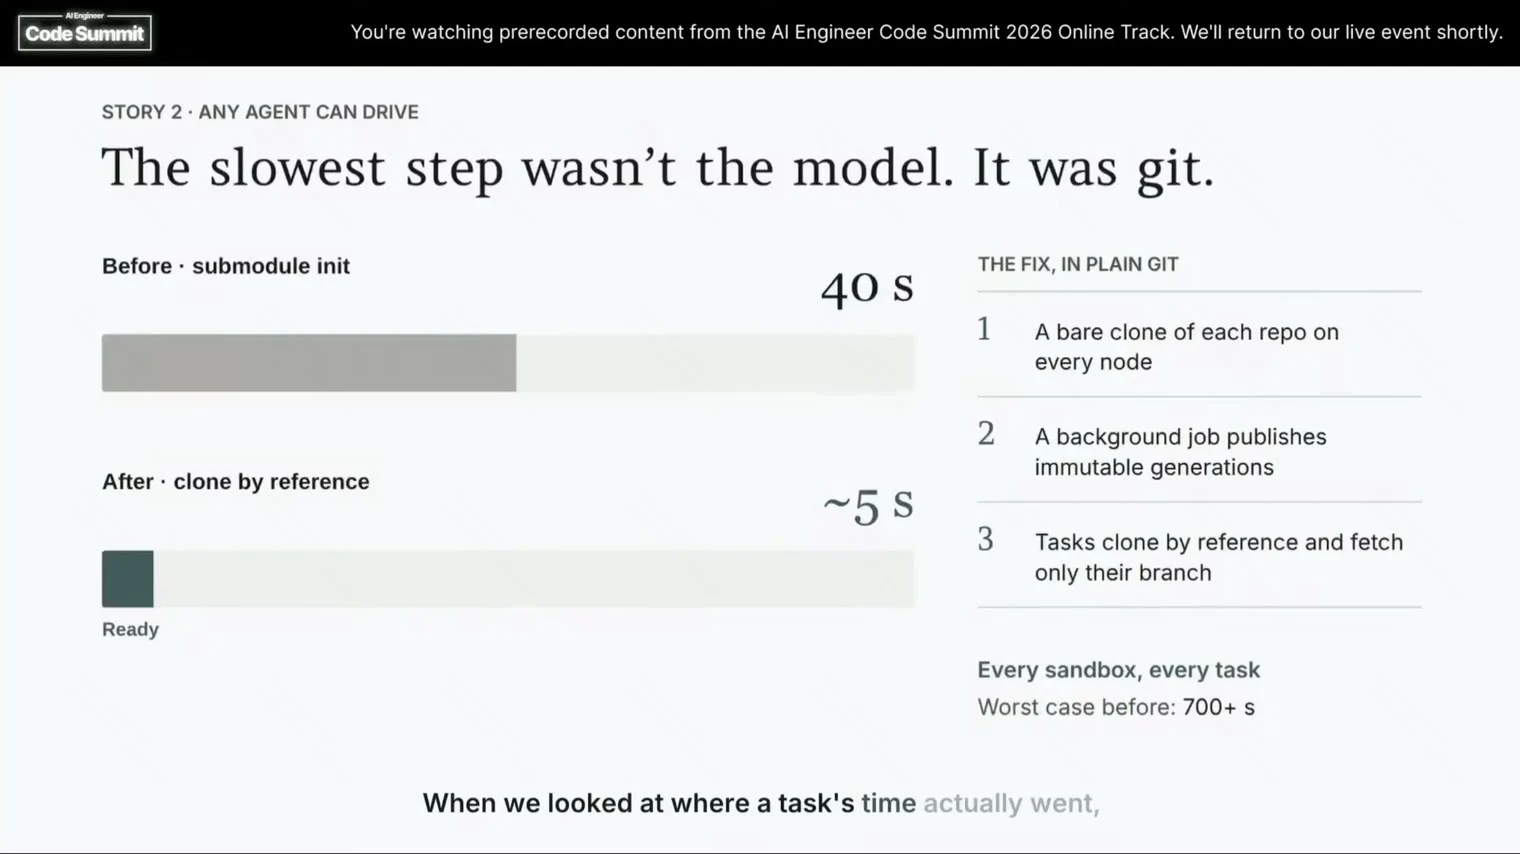 AI Engineer
Code Summit
You're watching prerecorded content from the AI Engineer Code Summit 2026 Online Track. We'll return to our live event shortly.
STORY 2 · ANY AGENT CAN DRIVE
The slowest step wasn’t the model. It was git.
Before · submodule init
40 s
After · clone by reference
~5 s
Ready
THE FIX, IN PLAIN GIT
1 A bare clone of each repo on
every node
2 A background job publishes
immutable generations
3 Tasks clone by reference and fetch
only their branch
Every sandbox, every task
Worst case before: 700+ s
When we looked at where a task's time actually went,